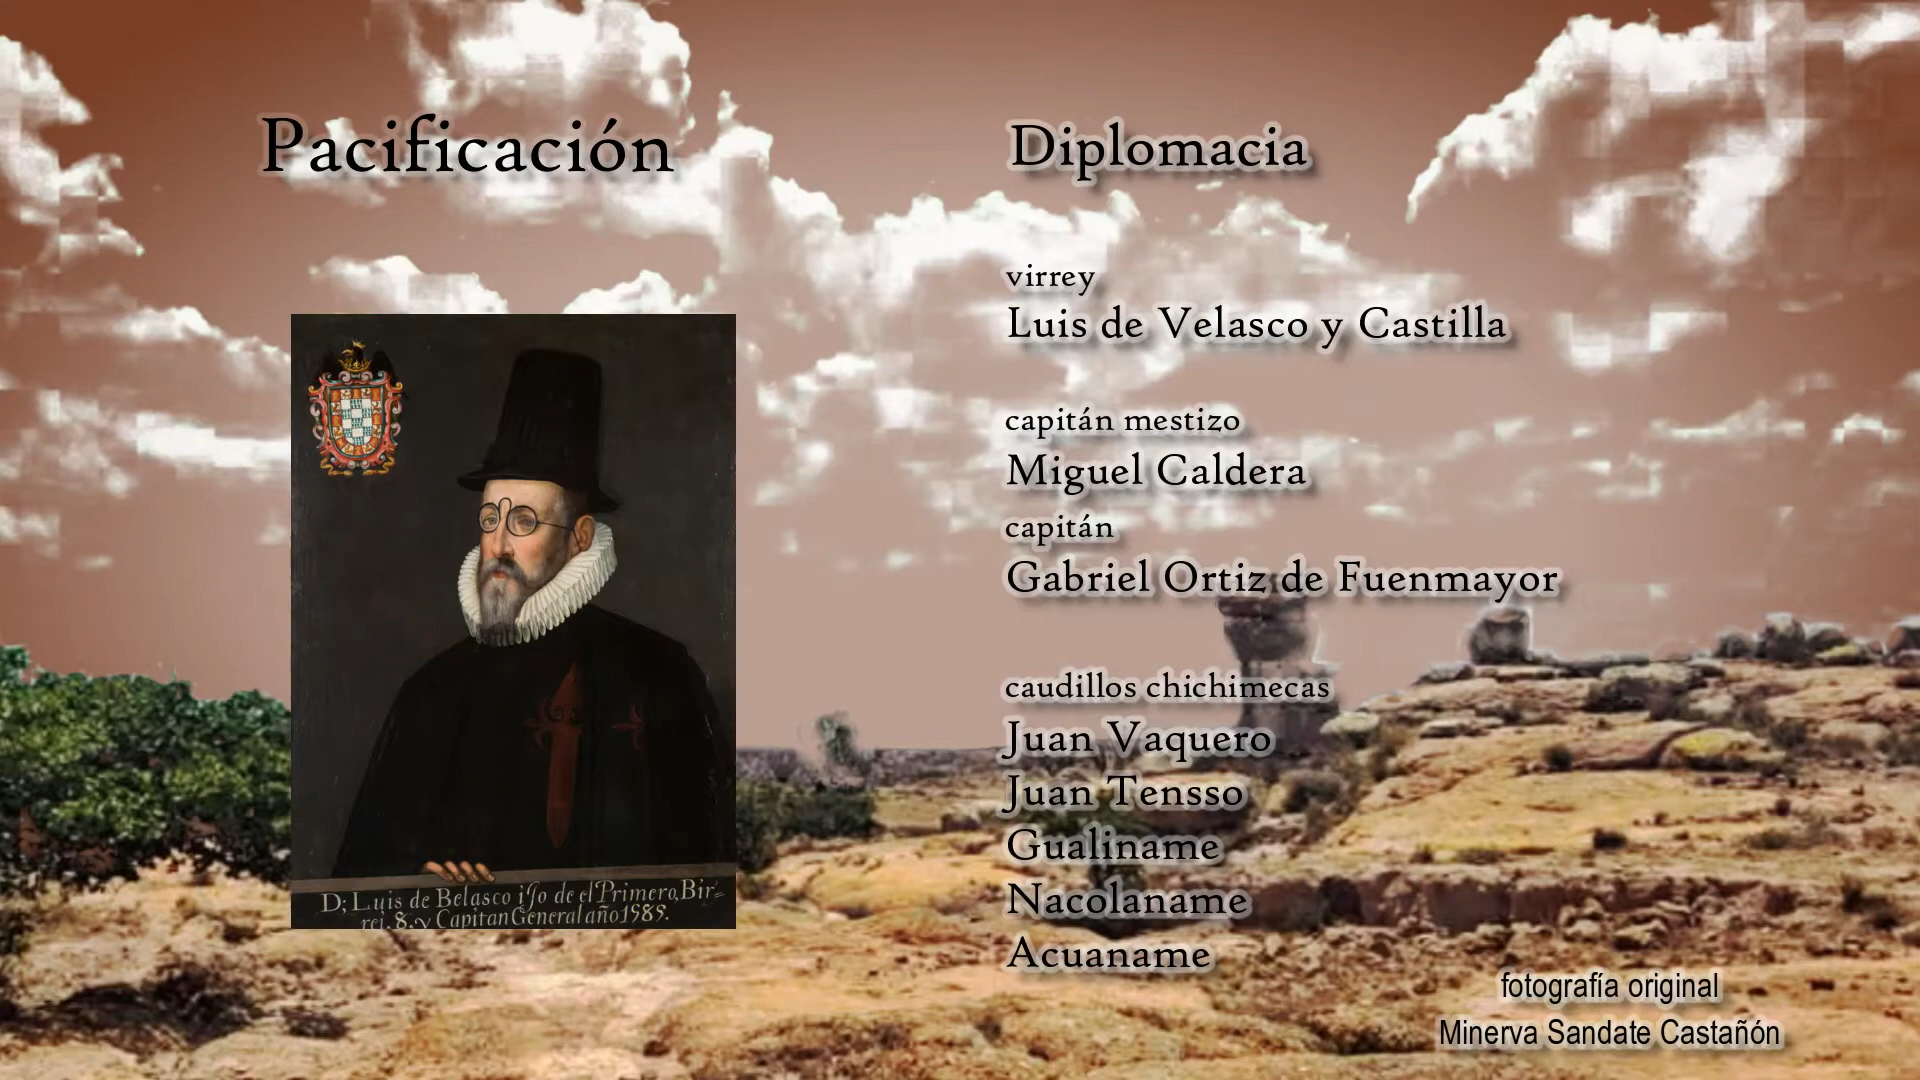 Pacificación
D; Luis de Belasco ijo de el Primero, Bir=
rei. 8. y Capitan General año 1585.
Diplomacia
virrey
Luis de Velasco y Castilla
capitán mestizo
Miguel Caldera
capitán
Gabriel Ortiz de Fuenmayor
caudillos chichimecas
Juan Vaquero
Juan Tensso
Gualiname
Nacolaname
Acuaname
fotografía original
Minerva Sandate Castañón